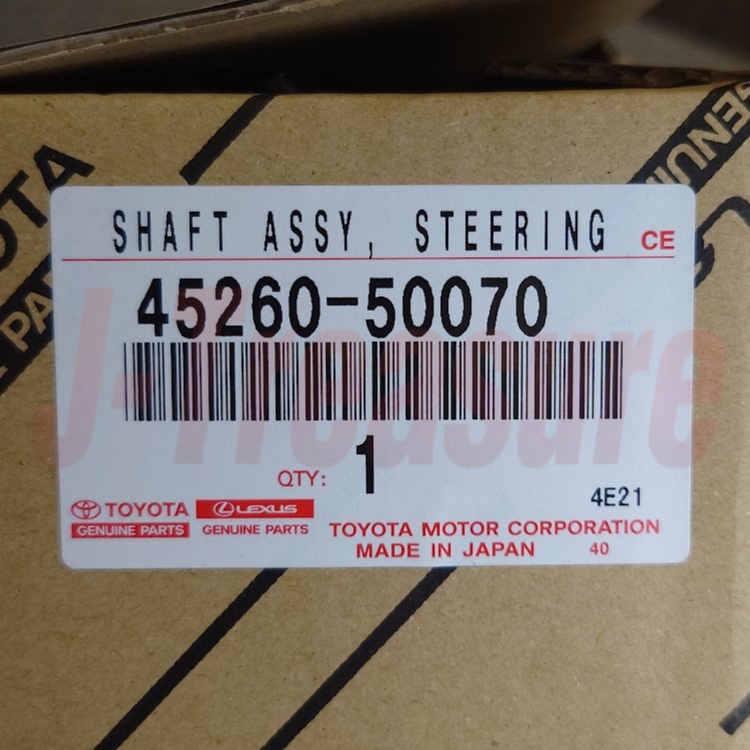 SHAFT ASSY, STEERING CE
45260-50070
QTY: 1
4E21
TOYOTA
GENUINE PARTS
LEXUS
GENUINE PARTS
TOYOTA MOTOR CORPORATION
MADE IN JAPAN 40
J-Treasure